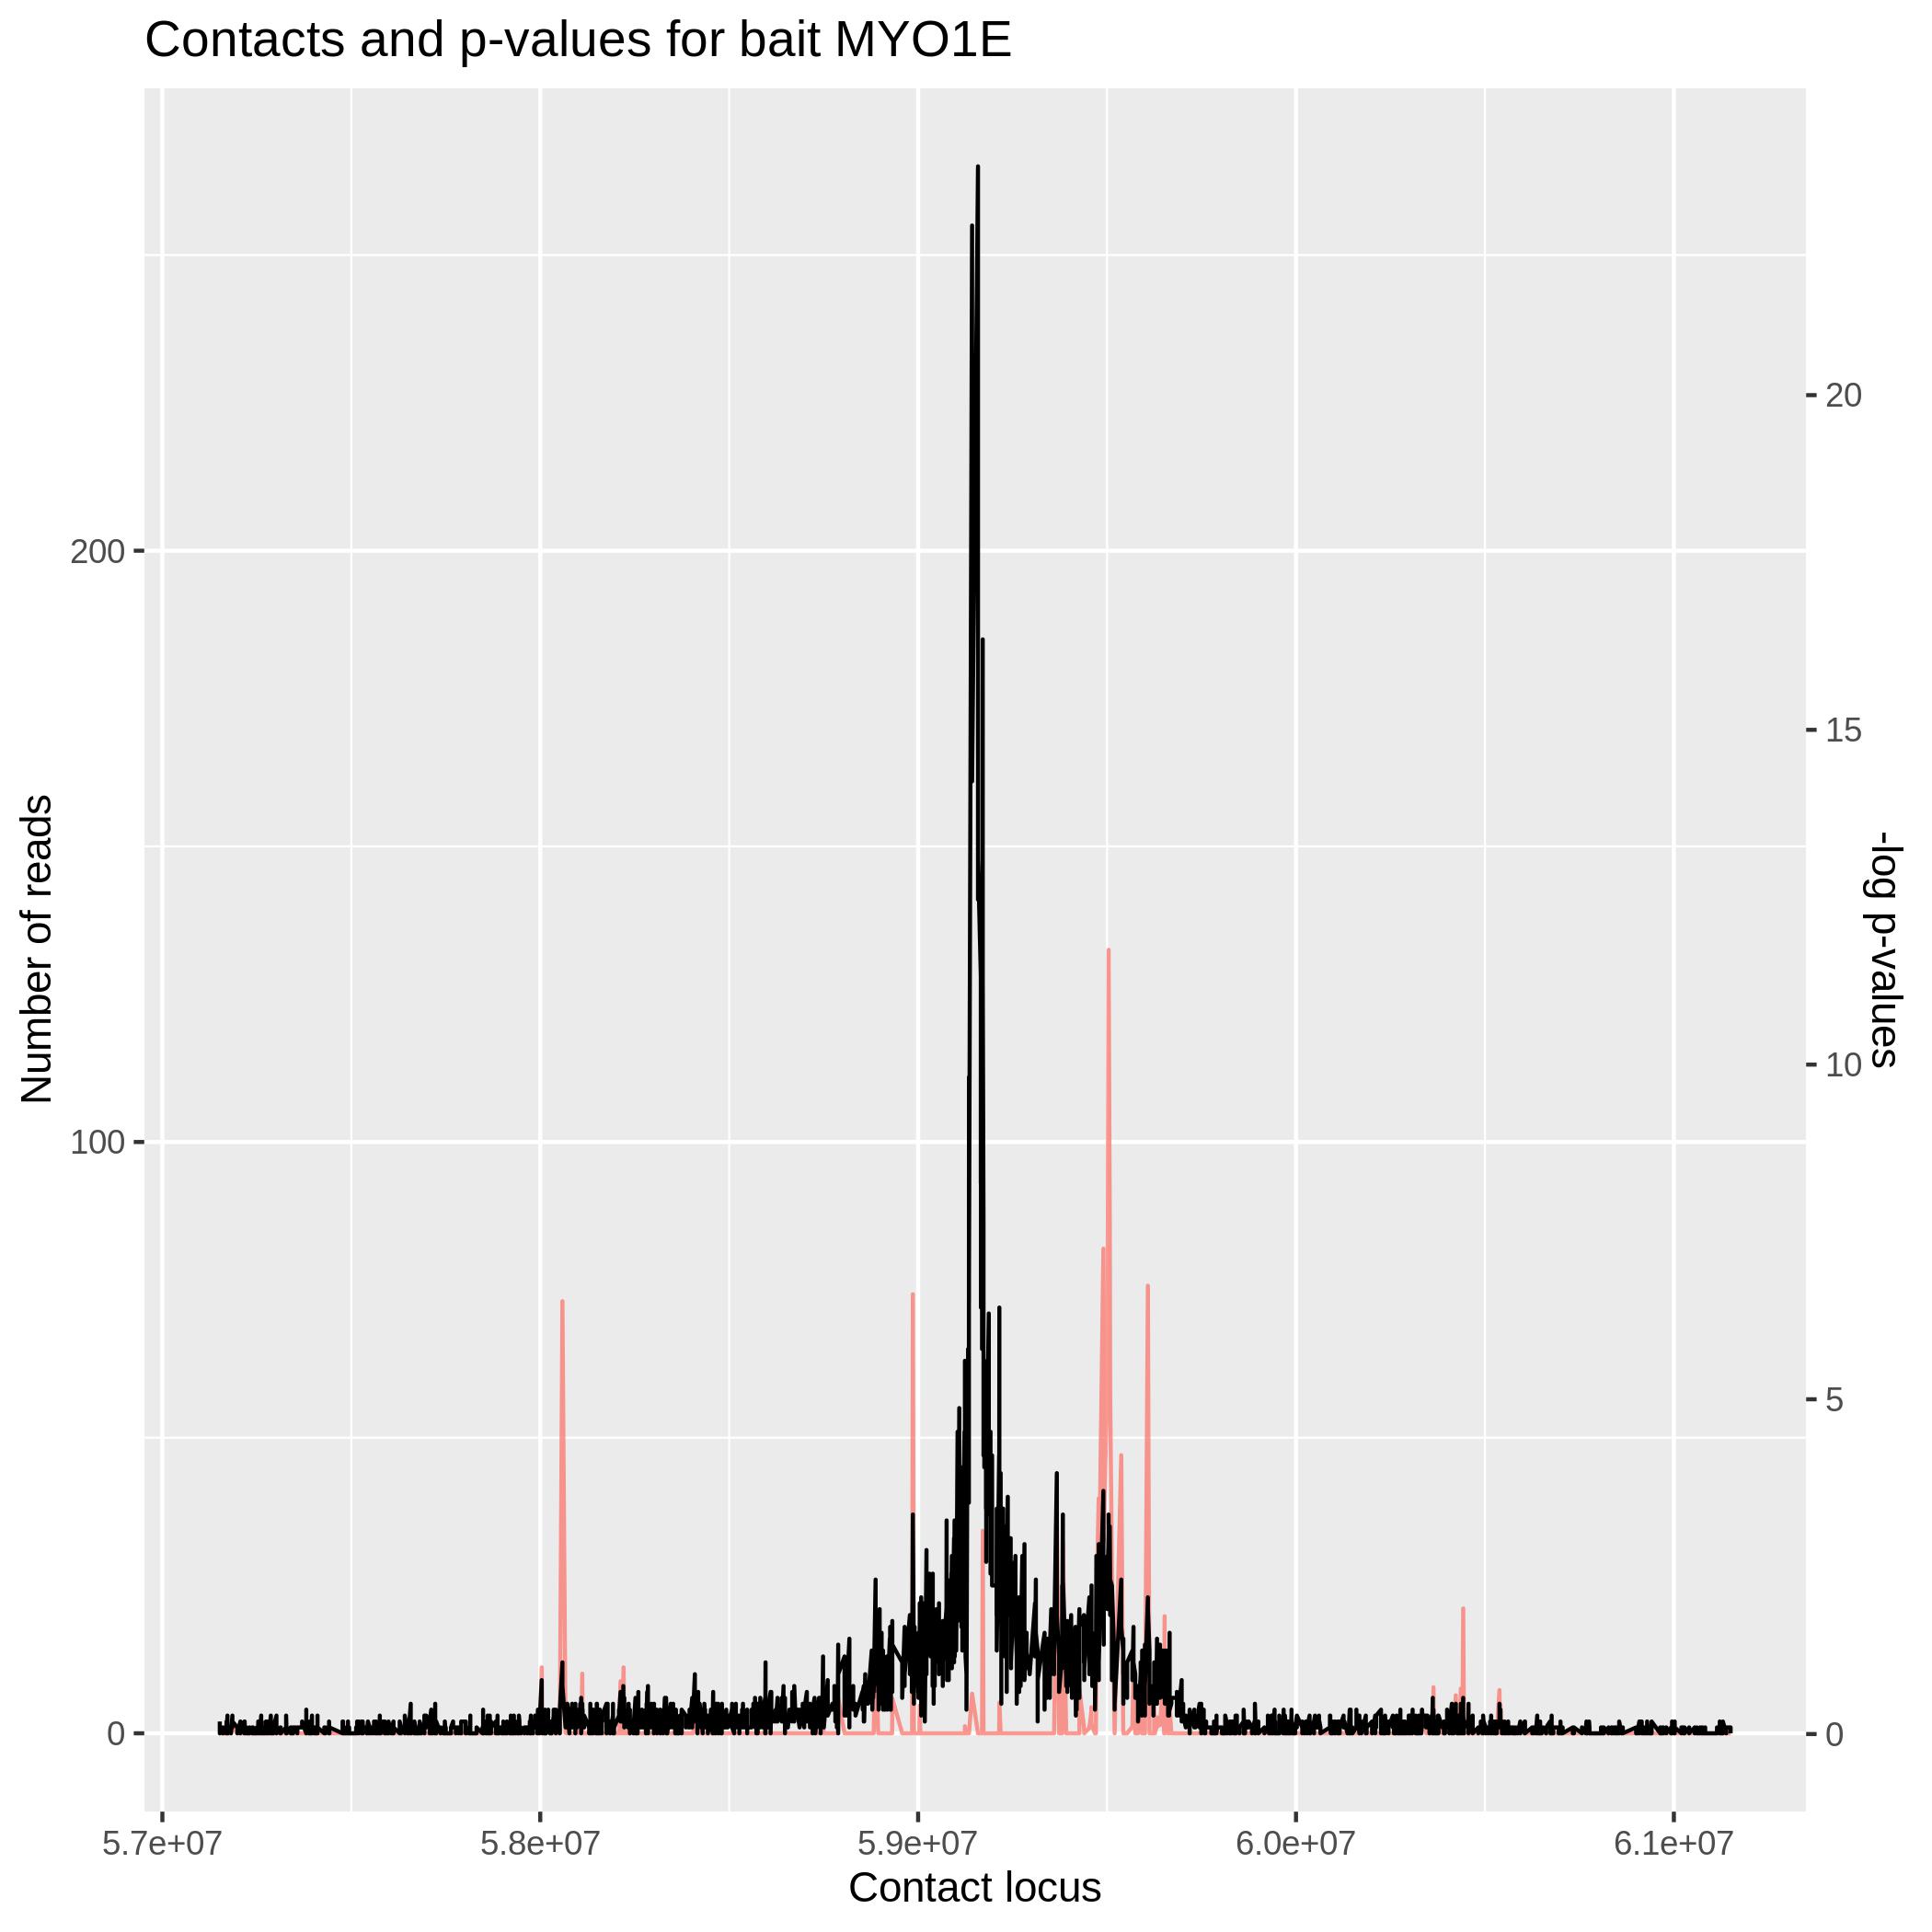 Contacts and p-values for bait MYO1E
Number of reads
200
100
0
20
15
10
5
0
-log p-values
5.7e+07
5.8e+07
5.9e+07
6.0e+07
6.1e+07
Contact locus